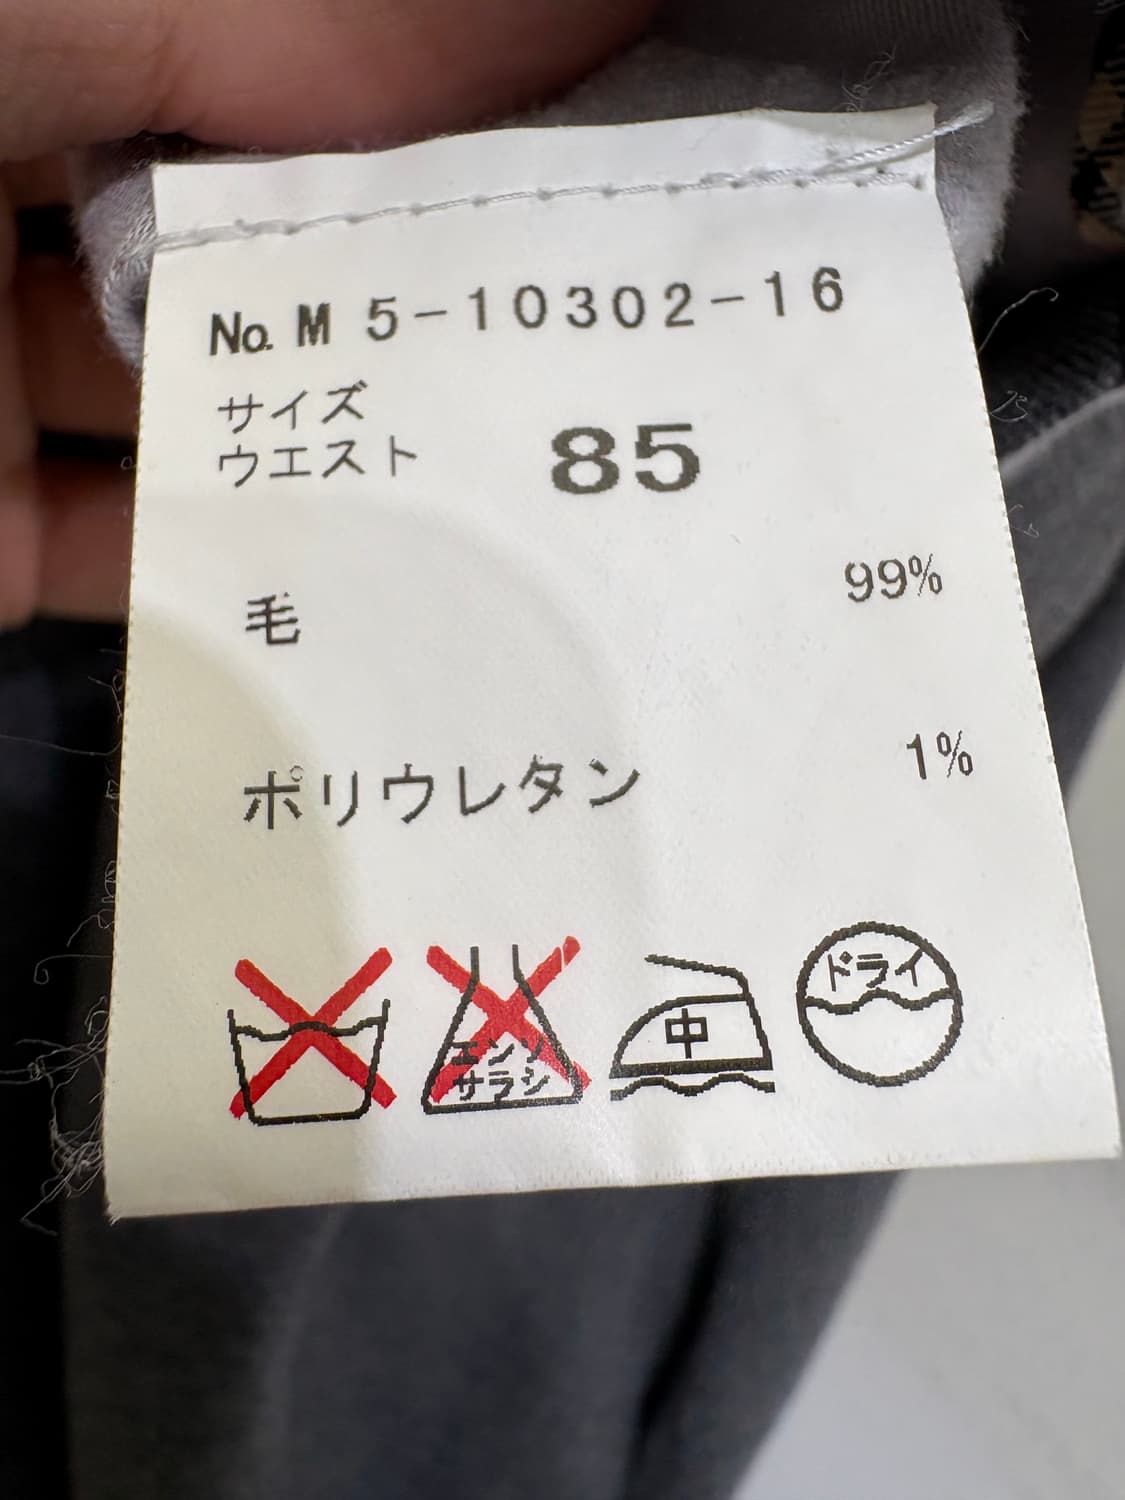 No. M 5-10302-16
サイズ
ウエスト 85
毛 99%
ポリウレタン 1%
エンソ
サラシ
中
ドライ